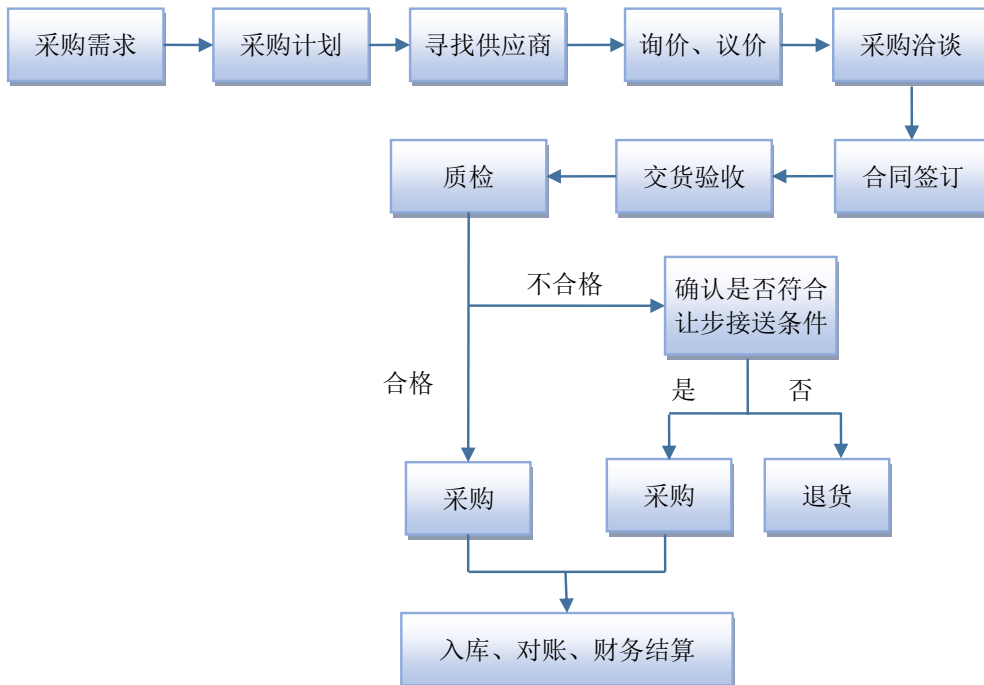 采购需求
采购计划
寻找供应商
询价、议价
采购洽谈
质检
交货验收
合同签订
不合格
确认是否符合
让步接送条件
合格
是
否
采购
采购
退货
入库、对账、财务结算